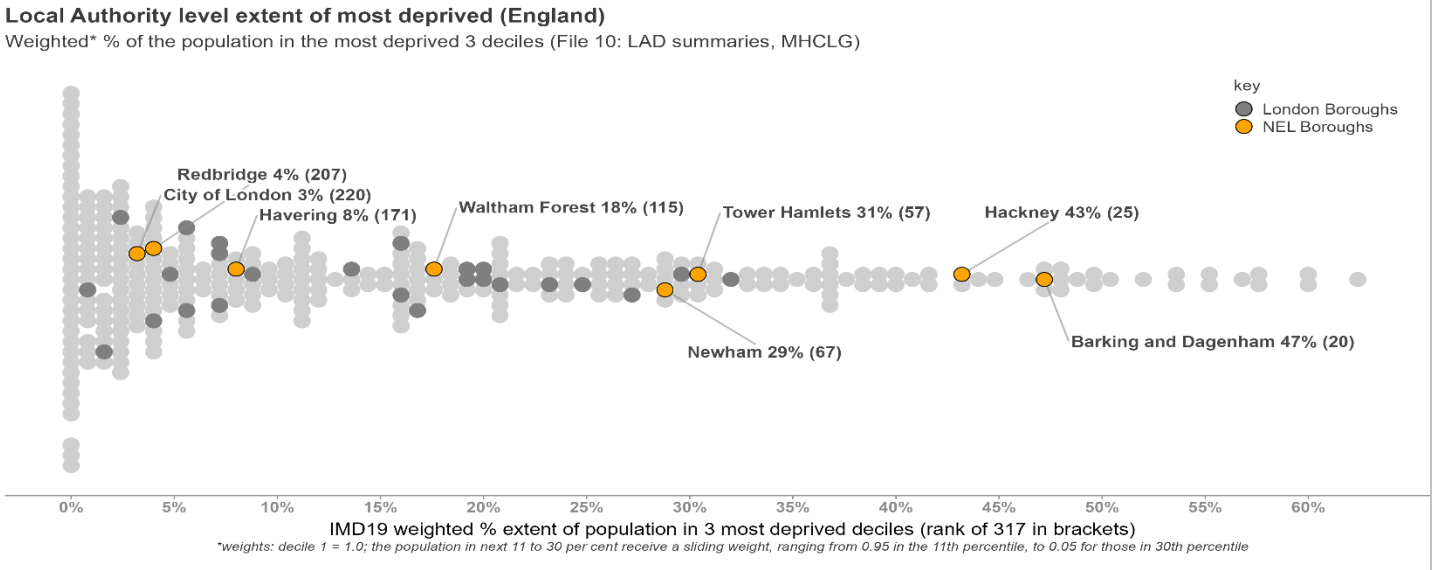 Local Authority level extent of most deprived (England)
Weighted* % of the population in the most deprived 3 deciles (File 10: LAD summaries, MHCLG)
key
London Boroughs
NEL Boroughs
Redbridge 4% (207)
City of London 3% (220)
Havering 8% (171)
Waltham Forest 18% (115)
Tower Hamlets 31% (57)
Hackney 43% (25)
Newham 29% (67)
Barking and Dagenham 47% (20)
0% 5% 10% 15% 20% 25% 30% 35% 40% 45% 50% 55% 60%
IMD19 weighted % extent of population in 3 most deprived deciles (rank of 317 in brackets)
*weights: decile 1 = 1.0; the population in next 11 to 30 per cent receive a sliding weight, ranging from 0.95 in the 11th percentile, to 0.05 for those in 30th percentile